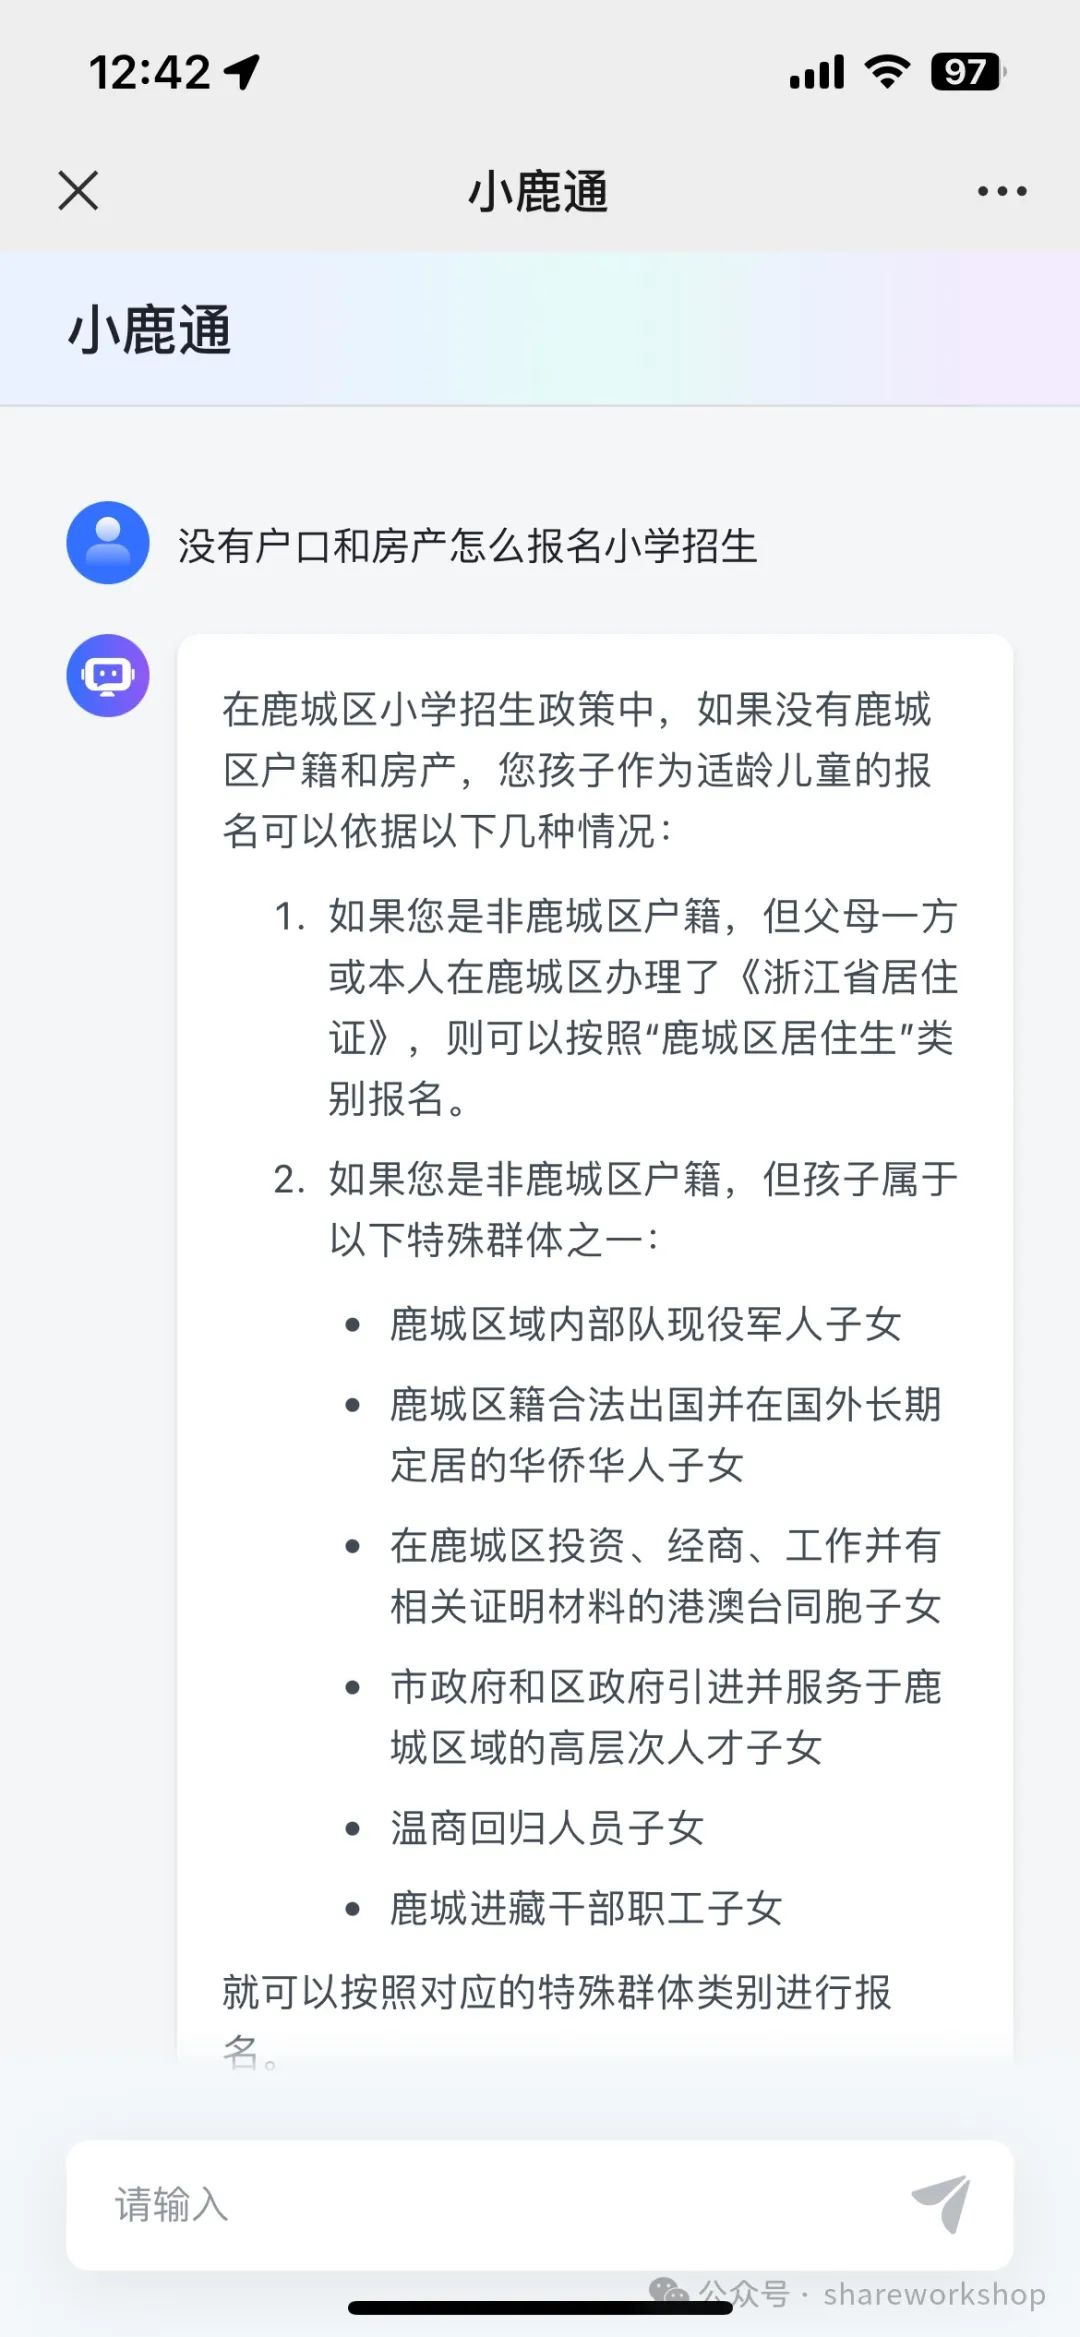 12:42
97
小鹿通
小鹿通
没有户口和房产怎么报名小学招生
在鹿城区小学招生政策中，如果没有鹿城
区户籍和房产，您孩子作为适龄儿童的报
名可以依据以下几种情况：
1. 如果您是非鹿城区户籍，但父母一方
或本人在鹿城区办理了《浙江省居住
证》，则可以按照“鹿城区居住生”类
别报名。
2. 如果您是非鹿城区户籍，但孩子属于
以下特殊群体之一：
• 鹿城区域内部队现役军人子女
• 鹿城区籍合法出国并在国外长期
定居的华侨华人子女
• 在鹿城区投资、经商、工作并有
相关证明材料的港澳台同胞子女
• 市政府和区政府引进并服务于鹿
城区域的高层次人才子女
• 温商回归人员子女
• 鹿城进藏干部职工子女
就可以按照对应的特殊群体类别进行报
名。
请输入
公众号 · shareworkshop